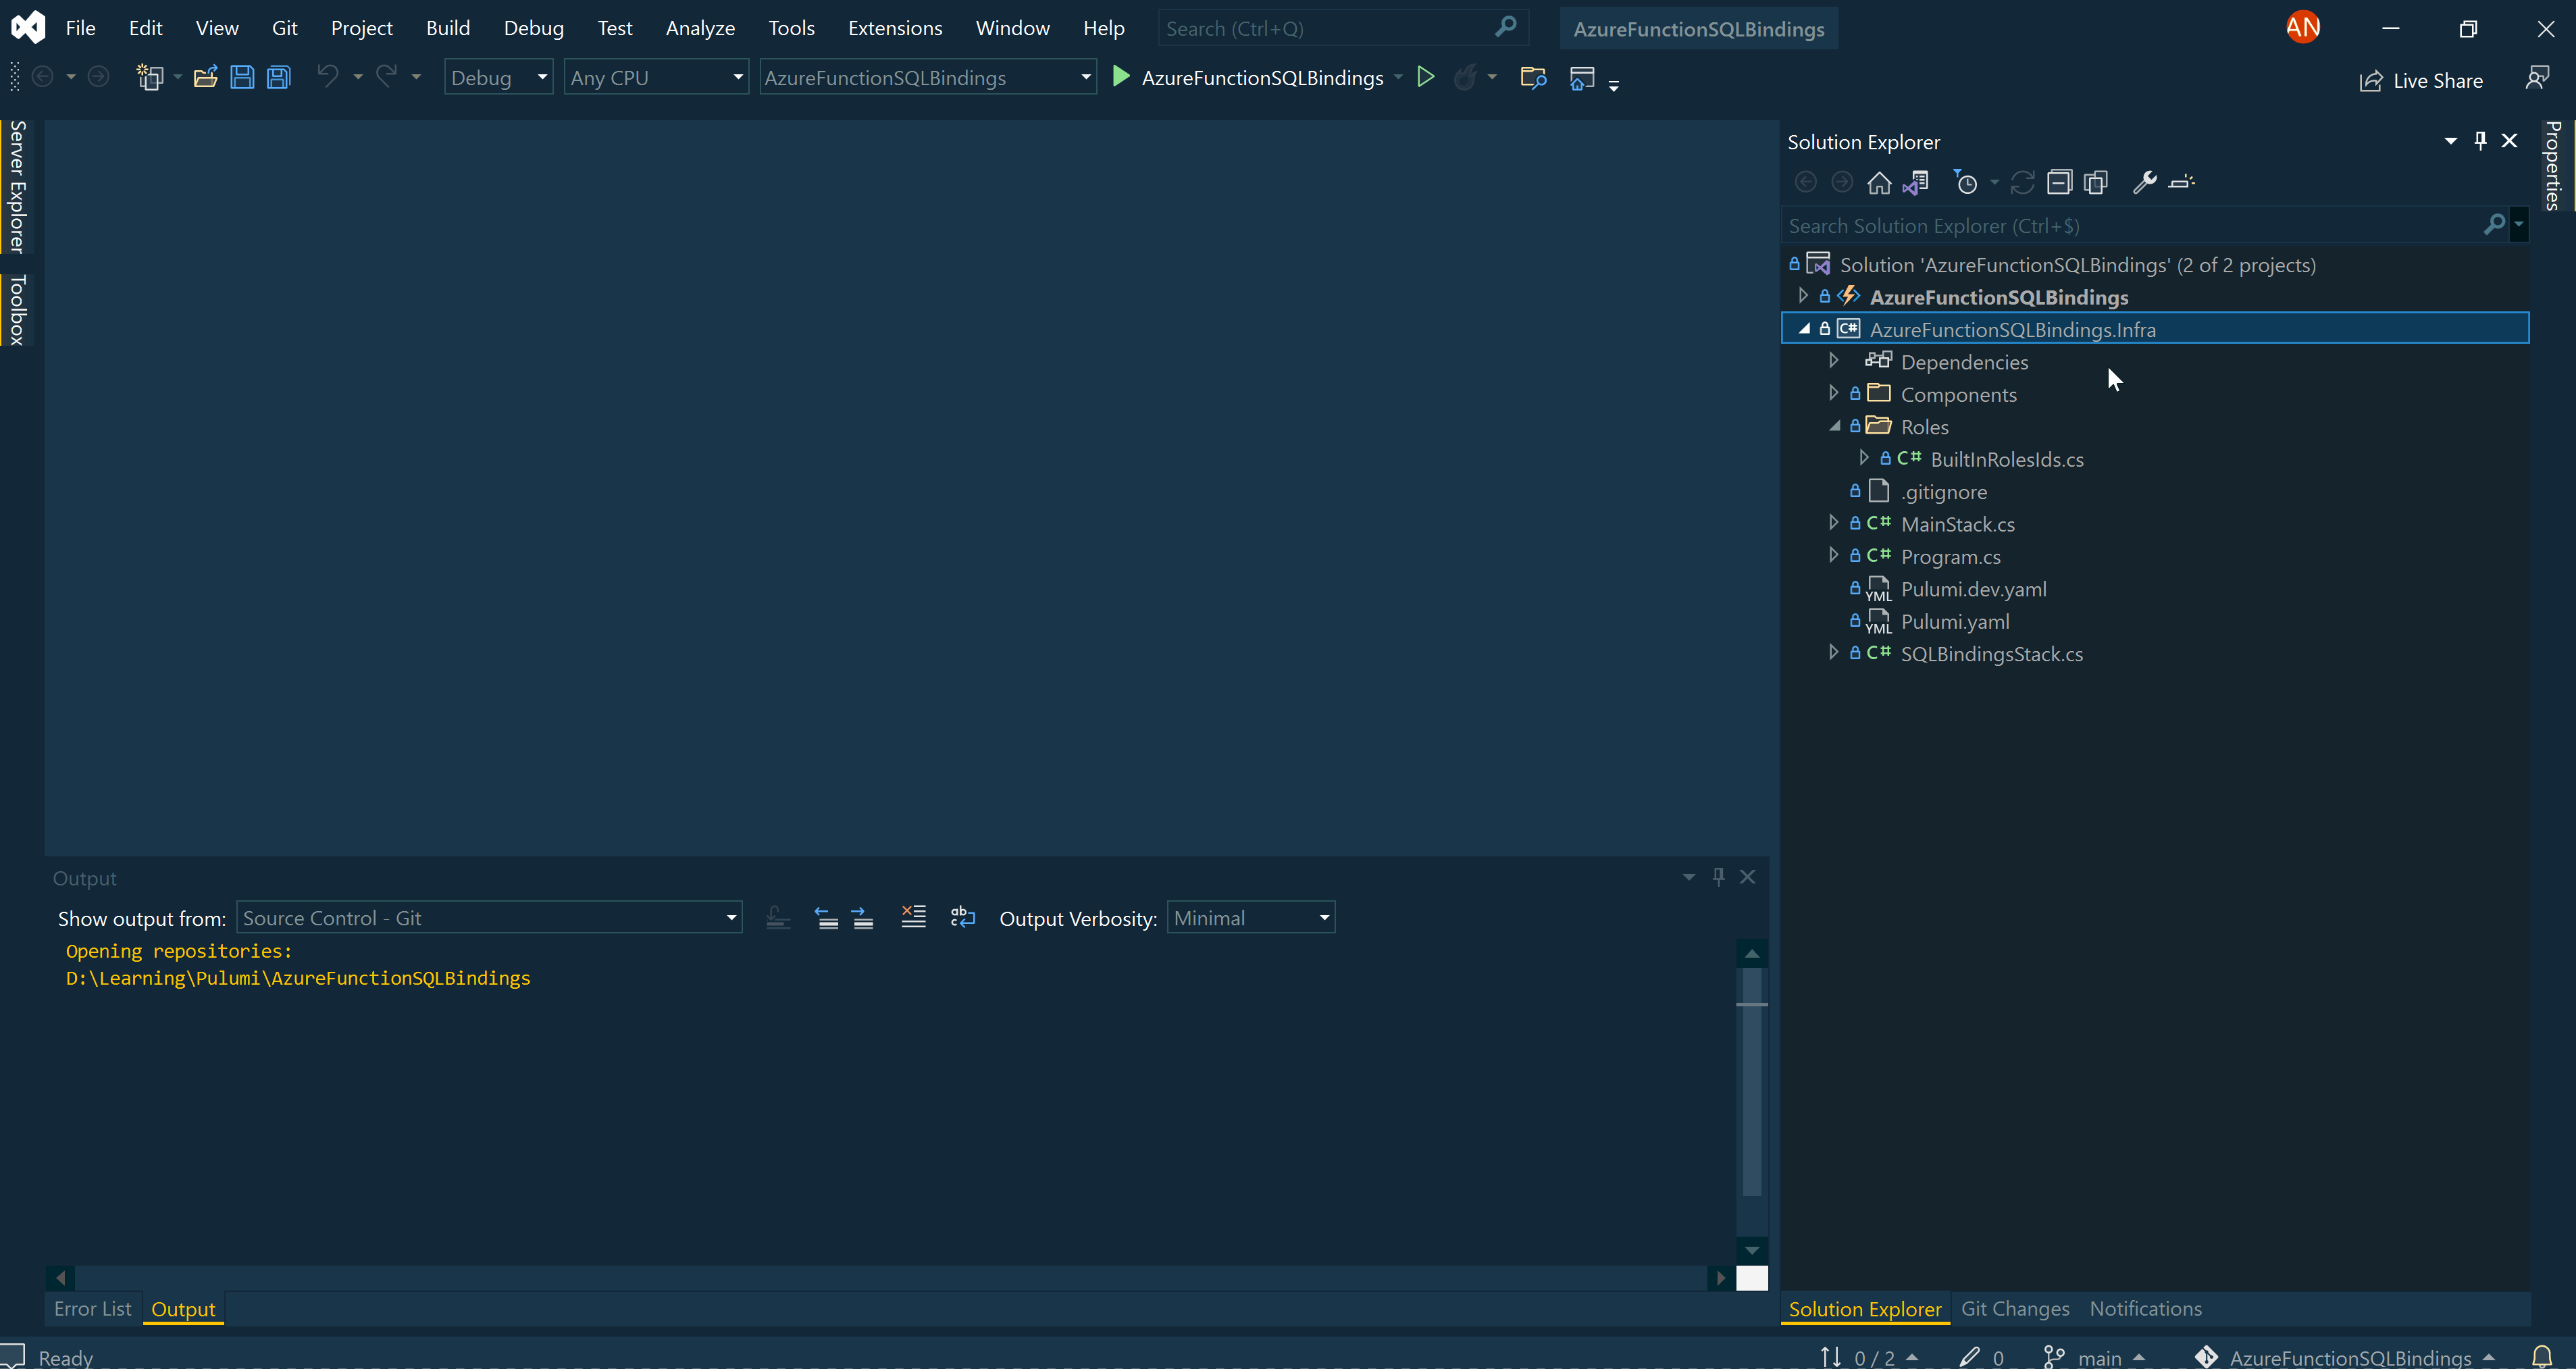 File Edit View Git Project Build Debug Test Analyze Tools Extensions Window Help Search (Ctrl+Q) AzureFunctionSQLBindings AN
Debug Any CPU AzureFunctionSQLBindings AzureFunctionSQLBindings Live Share
Server Explorer
Toolbox
Solution Explorer
Properties
Search Solution Explorer (Ctrl+$)
Solution 'AzureFunctionSQLBindings' (2 of 2 projects)
AzureFunctionSQLBindings
C# AzureFunctionSQLBindings.Infra
Dependencies
Components
Roles
C# BuiltInRolesIds.cs
.gitignore
C# MainStack.cs
C# Program.cs
YML Pulumi.dev.yaml
YML Pulumi.yaml
C# SQLBindingsStack.cs
Output
Show output from: Source Control - Git Output Verbosity: Minimal
Opening repositories:
D:\Learning\Pulumi\AzureFunctionSQLBindings
Error List Output
Solution Explorer Git Changes Notifications
Ready 0 / 2 0 main AzureFunctionSQLBindings